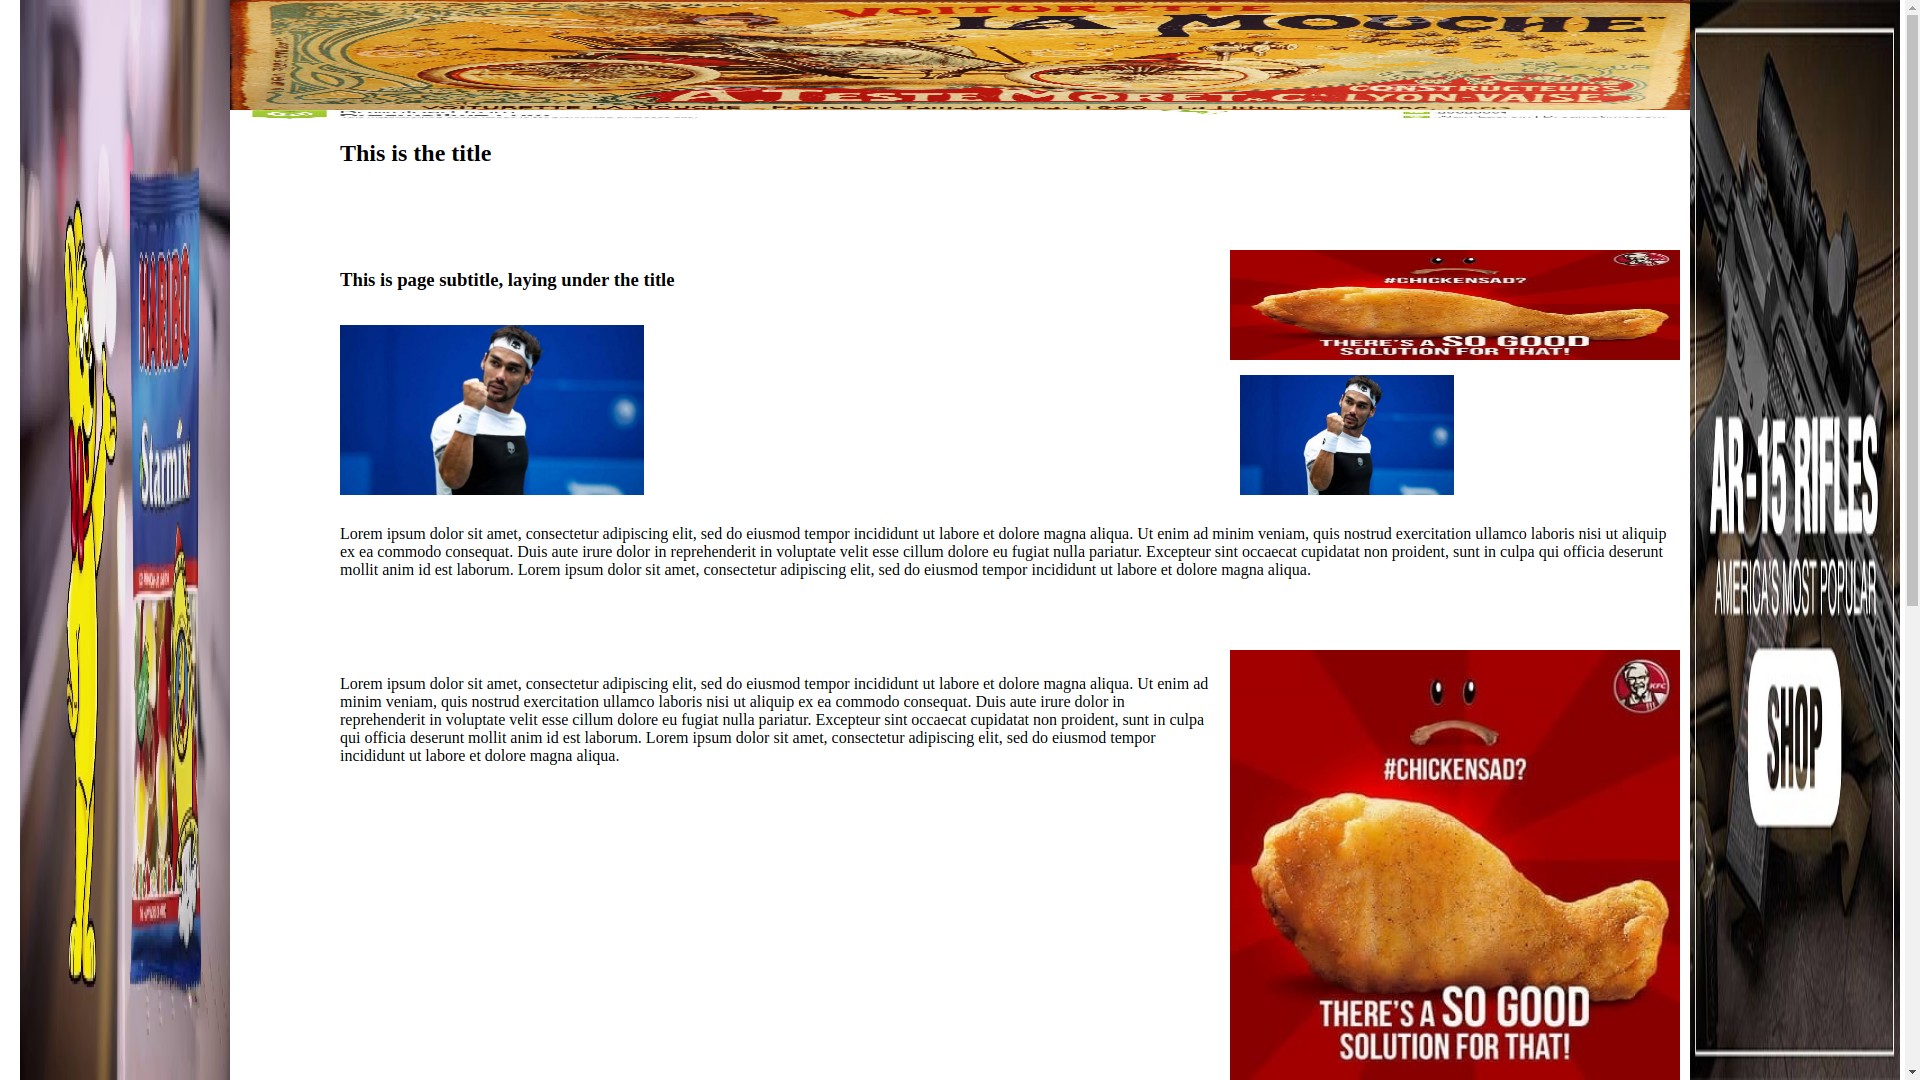 VOITURETTE
LA MOUCHE
A. TESTE MORET
CONSTRUCTEURS
LYON-VAISE
This is the title
This is page subtitle, laying under the title
#CHICKENSAD?
THERE'S A SO GOOD
SOLUTION FOR THAT!
HARIBO
Starmix
AR-15 RIFLES
AMERICA'S MOST POPULAR
SHOP
Lorem ipsum dolor sit amet, consectetur adipiscing elit, sed do eiusmod tempor incididunt ut labore et dolore magna aliqua. Ut enim ad minim veniam, quis nostrud exercitation ullamco laboris nisi ut aliquip
ex ea commodo consequat. Duis aute irure dolor in reprehenderit in voluptate velit esse cillum dolore eu fugiat nulla pariatur. Excepteur sint occaecat cupidatat non proident, sunt in culpa qui officia deserunt
mollit anim id est laborum. Lorem ipsum dolor sit amet, consectetur adipiscing elit, sed do eiusmod tempor incididunt ut labore et dolore magna aliqua.
Lorem ipsum dolor sit amet, consectetur adipiscing elit, sed do eiusmod tempor incididunt ut labore et dolore magna aliqua. Ut enim ad
minim veniam, quis nostrud exercitation ullamco laboris nisi ut aliquip ex ea commodo consequat. Duis aute irure dolor in
reprehenderit in voluptate velit esse cillum dolore eu fugiat nulla pariatur. Excepteur sint occaecat cupidatat non proident, sunt in culpa
qui officia deserunt mollit anim id est laborum. Lorem ipsum dolor sit amet, consectetur adipiscing elit, sed do eiusmod tempor
incididunt ut labore et dolore magna aliqua.
KFC
#CHICKENSAD?
THERE'S A SO GOOD
SOLUTION FOR THAT!